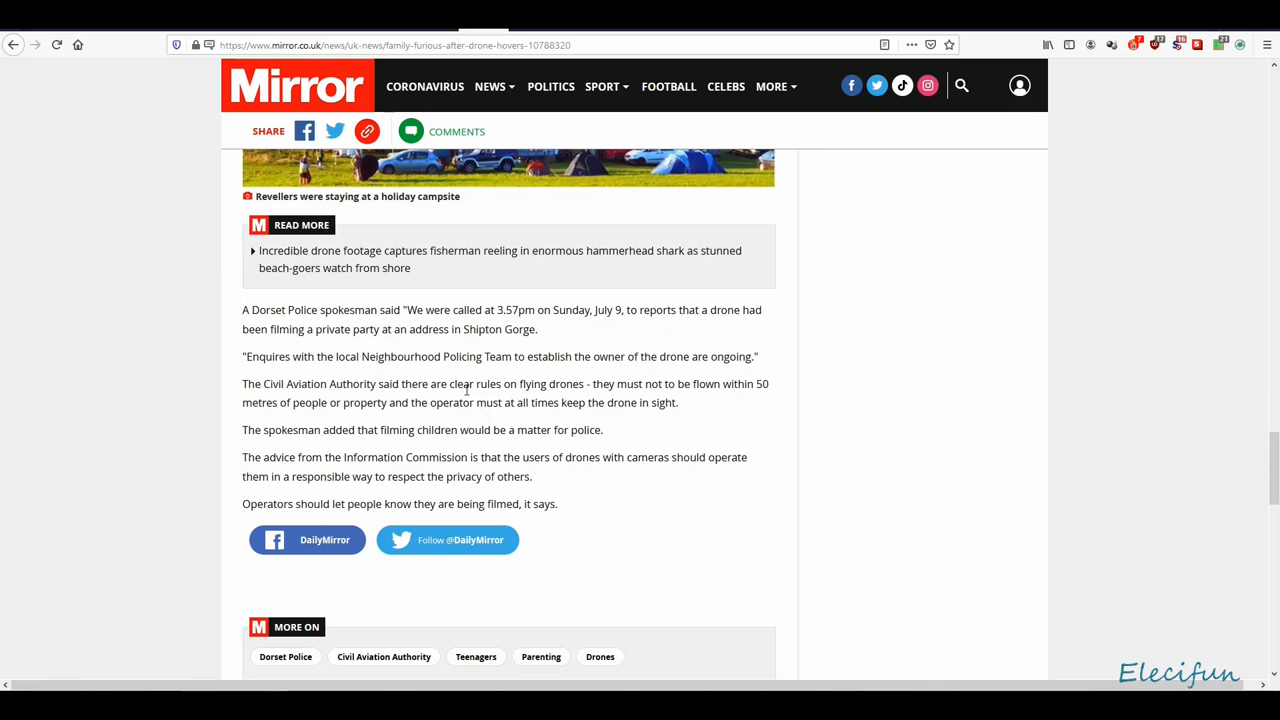 https://www.mirror.co.uk/news/uk-news/family-furious-after-drone-hovers-10788320
7
17
16
21
Mirror
CORONAVIRUS NEWS POLITICS SPORT FOOTBALL CELEBS MORE
SHARE
COMMENTS
Revellers were staying at a holiday campsite
M READ MORE
Incredible drone footage captures fisherman reeling in enormous hammerhead shark as stunned
beach-goers watch from shore
A Dorset Police spokesman said "We were called at 3.57pm on Sunday, July 9, to reports that a drone had
been filming a private party at an address in Shipton Gorge.
"Enquires with the local Neighbourhood Policing Team to establish the owner of the drone are ongoing."
The Civil Aviation Authority said there are clear rules on flying drones - they must not to be flown within 50
metres of people or property and the operator must at all times keep the drone in sight.
The spokesman added that filming children would be a matter for police.
The advice from the Information Commission is that the users of drones with cameras should operate
them in a responsible way to respect the privacy of others.
Operators should let people know they are being filmed, it says.
DailyMirror
Follow @DailyMirror
M MORE ON
Dorset Police Civil Aviation Authority Teenagers Parenting Drones
Elecifun